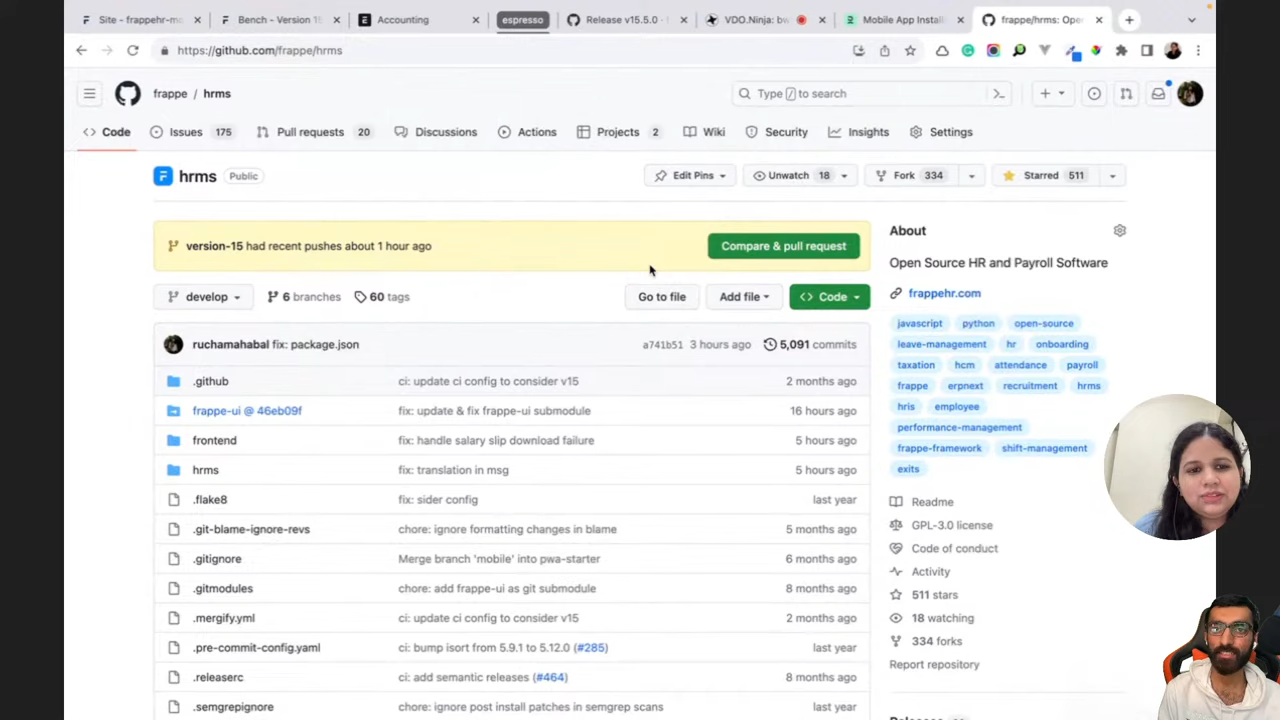 Site - frappehr-mo
Bench - Version 15
Accounting
espresso
Release v15.5.0 ·
VDO.Ninja: bw
Mobile App Install
frappe/hrms: Ope
https://github.com/frappe/hrms
frappe / hrms
Type / to search
Code
Issues 175
Pull requests 20
Discussions
Actions
Projects 2
Wiki
Security
Insights
Settings
hrms Public
Edit Pins
Unwatch 18
Fork 334
Starred 511
version-15 had recent pushes about 1 hour ago
Compare & pull request
develop
6 branches
60 tags
Go to file
Add file
Code
ruchamahabal fix: package.json a741b51 3 hours ago 5,091 commits
.github ci: update ci config to consider v15 2 months ago
frappe-ui @ 46eb09f fix: update & fix frappe-ui submodule 16 hours ago
frontend fix: handle salary slip download failure 5 hours ago
hrms fix: translation in msg 5 hours ago
.flake8 fix: sider config last year
.git-blame-ignore-revs chore: ignore formatting changes in blame 5 months ago
.gitignore Merge branch 'mobile' into pwa-starter 6 months ago
.gitmodules chore: add frappe-ui as git submodule 8 months ago
.mergify.yml ci: update ci config to consider v15 2 months ago
.pre-commit-config.yaml ci: bump isort from 5.9.1 to 5.12.0 (#285) last year
.releaserc ci: add semantic releases (#464) 8 months ago
.semgrepignore chore: ignore post install patches in semgrep scans last year
About
Open Source HR and Payroll Software
frappehr.com
javascript python open-source
leave-management hr onboarding
taxation hcm attendance payroll
frappe erpnext recruitment hrms
hris employee
performance-management
frappe-framework shift-management
exits
Readme
GPL-3.0 license
Code of conduct
Activity
511 stars
18 watching
334 forks
Report repository